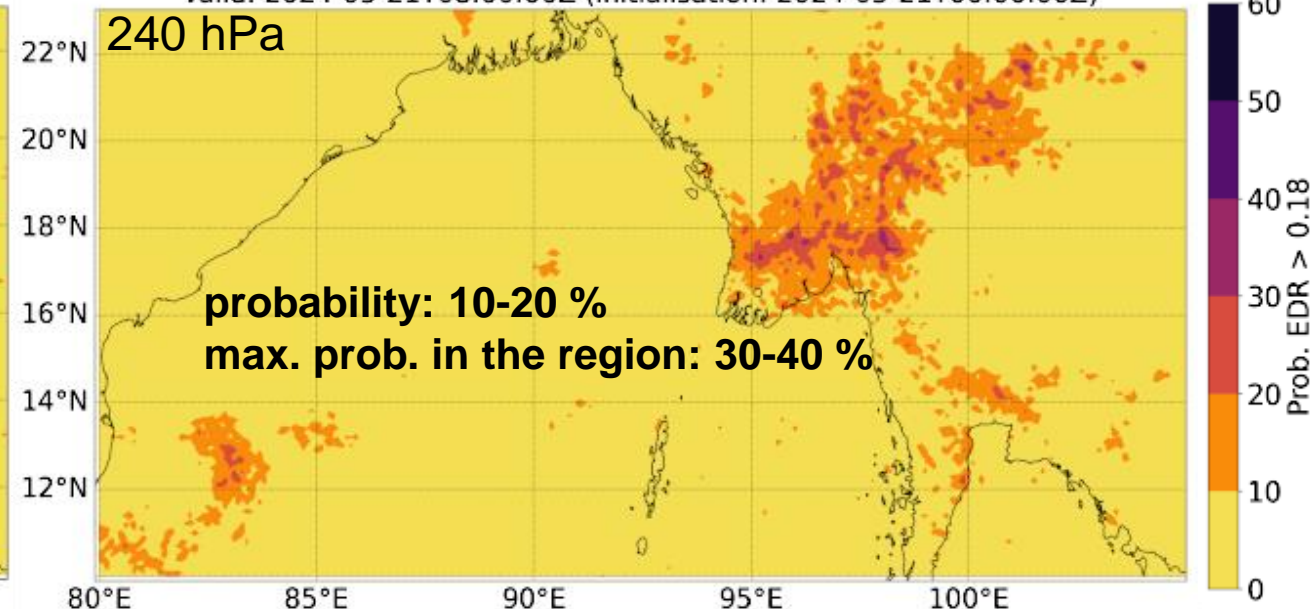 240 hPa
22°N
20°N
18°N
16°N
14°N
12°N
probability: 10-20 %
max. prob. in the region: 30-40 %
80°E 85°E 90°E 95°E 100°E
60
50
40
30
20
10
0
Prob. EDR > 0.18